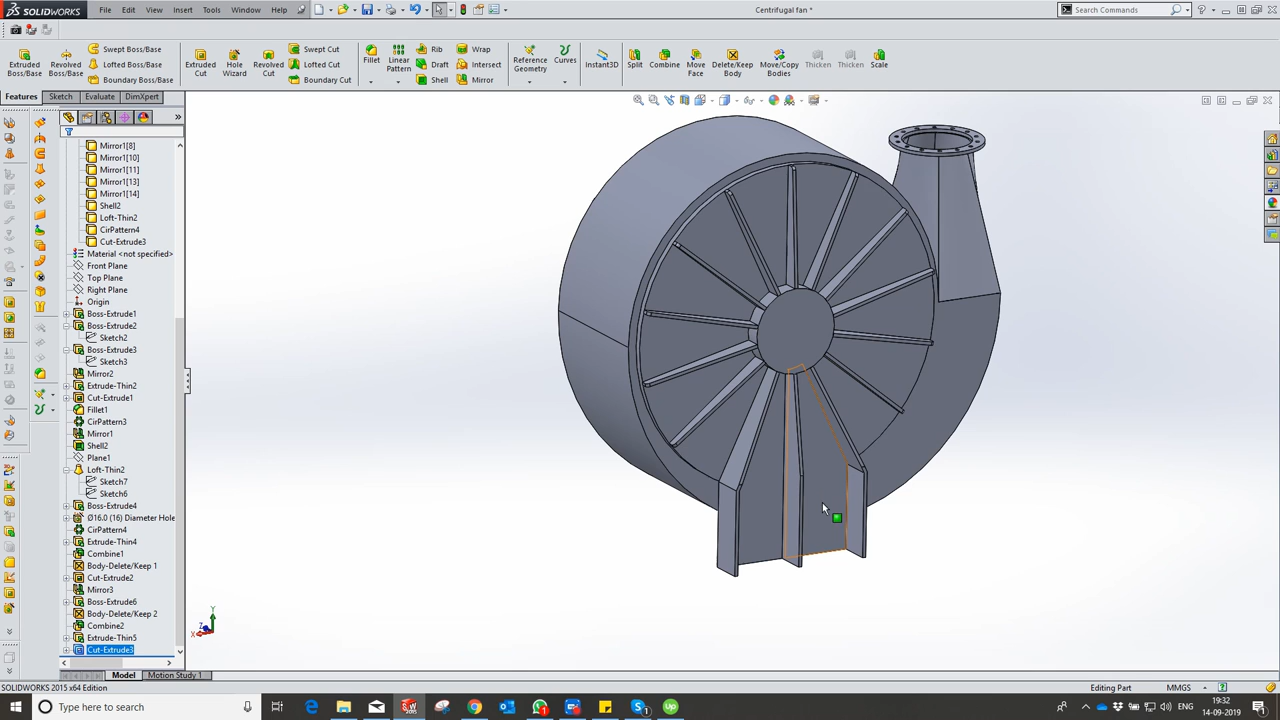 SOLIDWORKS File Edit View Insert Tools Window Help Centrifugal fan * Search Commands
Extruded Boss/Base
Revolved Boss/Base
Swept Boss/Base
Lofted Boss/Base
Boundary Boss/Base
Extruded Cut
Hole Wizard
Revolved Cut
Swept Cut
Lofted Cut
Boundary Cut
Fillet
Linear Pattern
Rib
Draft
Shell
Wrap
Intersect
Mirror
Reference Geometry
Curves
Instant3D
Split
Combine
Move Face
Delete/Keep Body
Move/Copy Bodies
Thicken
Thicken
Scale
Features Sketch Evaluate DimXpert
Mirror1[8]
Mirror1[10]
Mirror1[11]
Mirror1[13]
Mirror1[14]
Shell2
Loft-Thin2
CirPattern4
Cut-Extrude3
Material <not specified>
Front Plane
Top Plane
Right Plane
Origin
Boss-Extrude1
Boss-Extrude2
Sketch2
Boss-Extrude3
Sketch3
Mirror2
Extrude-Thin2
Cut-Extrude1
Fillet1
CirPattern3
Mirror1
Shell2
Plane1
Loft-Thin2
Sketch7
Sketch6
Boss-Extrude4
Ø16.0 (16) Diameter Hole
CirPattern4
Extrude-Thin4
Combine1
Body-Delete/Keep 1
Cut-Extrude2
Mirror3
Boss-Extrude6
Body-Delete/Keep 2
Combine2
Extrude-Thin5
Cut-Extrude3
Y
Z
X
Model Motion Study 1
SOLIDWORKS 2015 x64 Edition Editing Part MMGS
Type here to search ENG 19:32
14-09-2019